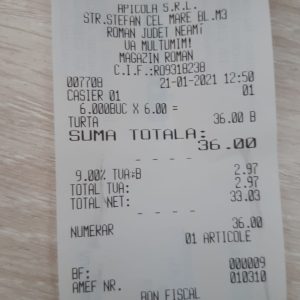 APICOLA S.R.L.
STR.STEFAN CEL MARE BL.M3
ROMAN JUDET NEAMT
VA MULTUMIM!
MAGAZIN ROMAN
C.I.F.:RO9318238
007708 21-01-2021 12:50
CASIER 01 01
6.000BUC X 6.00 =
TURTA 36.00 B
SUMA TOTALA:
36.00
- - - -
9.00% TVA:B 2.97
TOTAL TVA: 2.97
TOTAL NET: 33.03
- - - -
NUMERAR 36.00
01 ARTICOLE
BF: 000009
AMEF NR. 010310
BON FISCAL